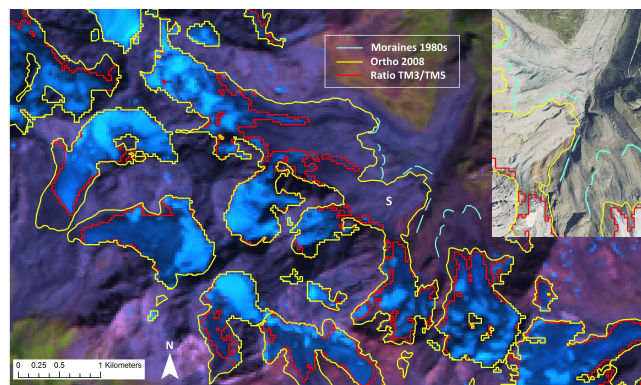 Moraines 1980s
Ortho 2008
Ratio TM3/TM5
S
N
0 0.25 0.5 1 Kilometers